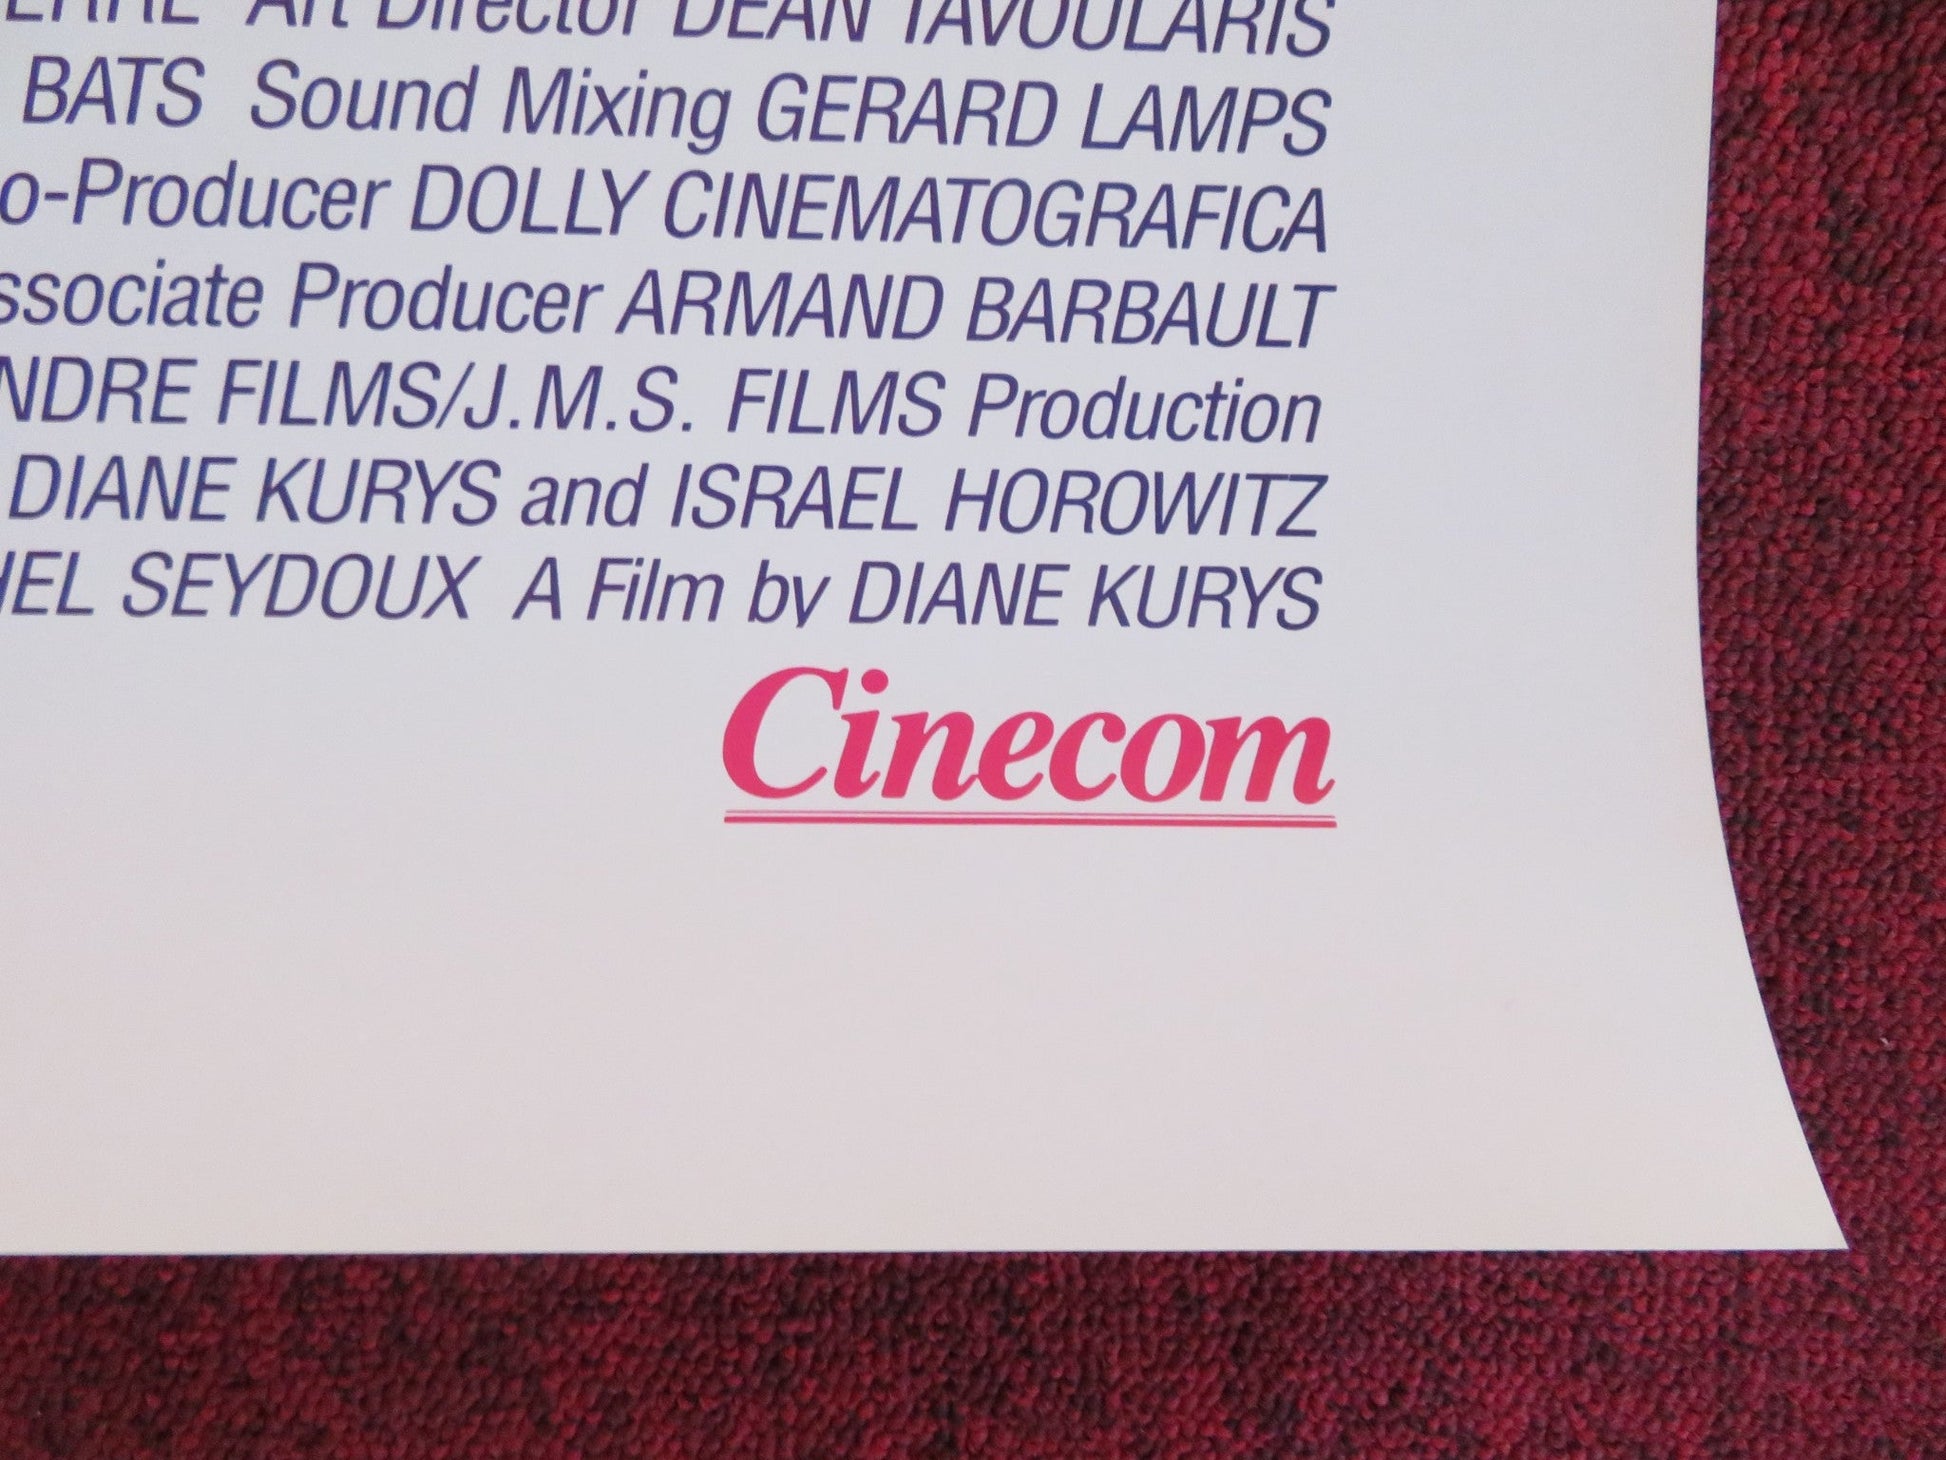 Art Director DEAN TAVOULARIS
BATS Sound Mixing GERARD LAMPS
o-Producer DOLLY CINEMATOGRAFICA
ssociate Producer ARMAND BARBAULT
NDRE FILMS/J.M.S. FILMS Production
DIANE KURYS and ISRAEL HOROWITZ
HEL SEYDOUX A Film by DIANE KURYS
Cinecom